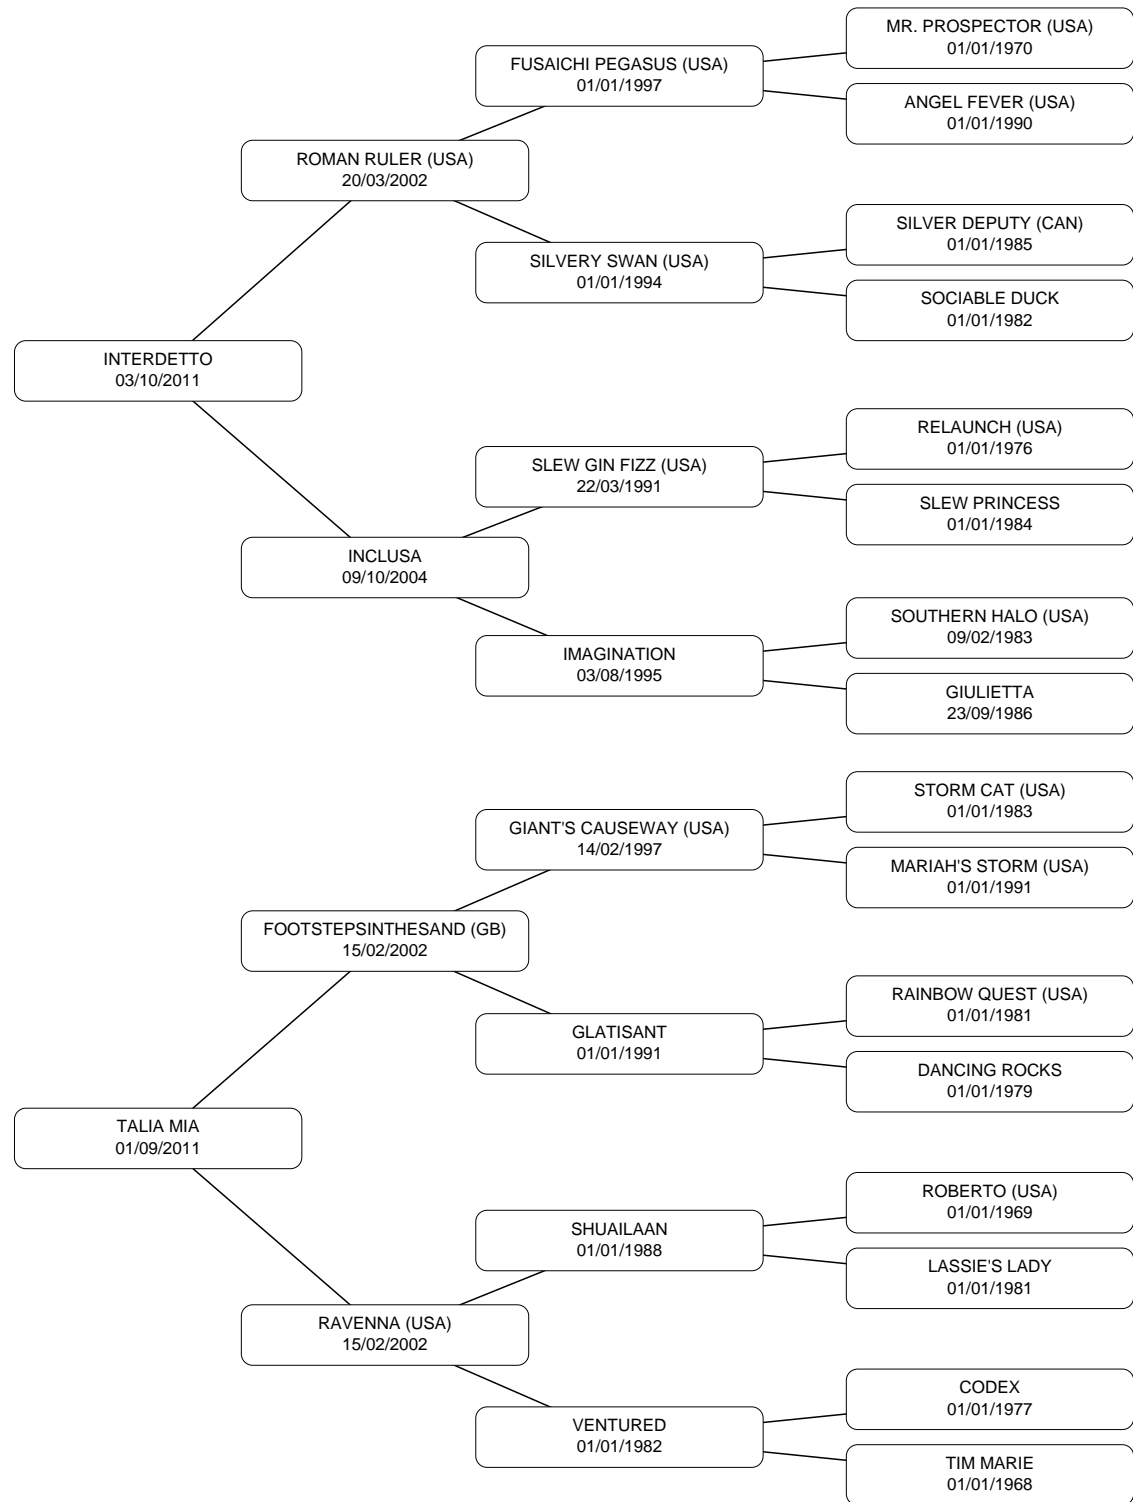 MR. PROSPECTOR (USA)
01/01/1970
FUSAICHI PEGASUS (USA)
01/01/1997
ANGEL FEVER (USA)
01/01/1990
ROMAN RULER (USA)
20/03/2002
SILVER DEPUTY (CAN)
01/01/1985
SILVERY SWAN (USA)
01/01/1994
SOCIABLE DUCK
01/01/1982
INTERDETTO
03/10/2011
RELAUNCH (USA)
01/01/1976
SLEW GIN FIZZ (USA)
22/03/1991
SLEW PRINCESS
01/01/1984
INCLUSA
09/10/2004
SOUTHERN HALO (USA)
09/02/1983
IMAGINATION
03/08/1995
GIULIETTA
23/09/1986
STORM CAT (USA)
01/01/1983
GIANT'S CAUSEWAY (USA)
14/02/1997
MARIAH'S STORM (USA)
01/01/1991
FOOTSTEPSINTHESAND (GB)
15/02/2002
RAINBOW QUEST (USA)
01/01/1981
GLATISANT
01/01/1991
DANCING ROCKS
01/01/1979
TALIA MIA
01/09/2011
ROBERTO (USA)
01/01/1969
SHUAILAAN
01/01/1988
LASSIE'S LADY
01/01/1981
RAVENNA (USA)
15/02/2002
CODEX
01/01/1977
VENTURED
01/01/1982
TIM MARIE
01/01/1968